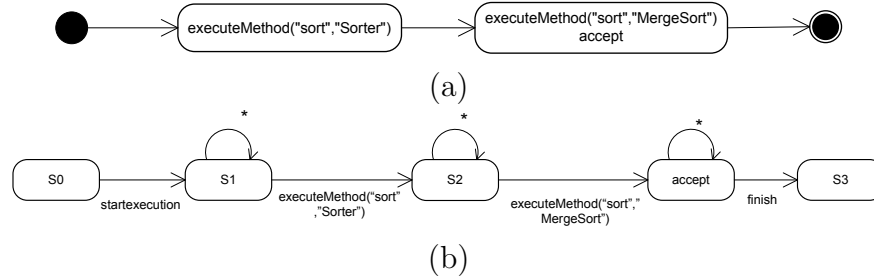 executeMethod("sort","Sorter")
executeMethod("sort","MergeSort")
accept
(a)
*
*
*
S0
S1
S2
accept
S3
startexecution
executeMethod(“sort”
,”Sorter”)
executeMethod(“sort”,”
MergeSort”)
finish
(b)